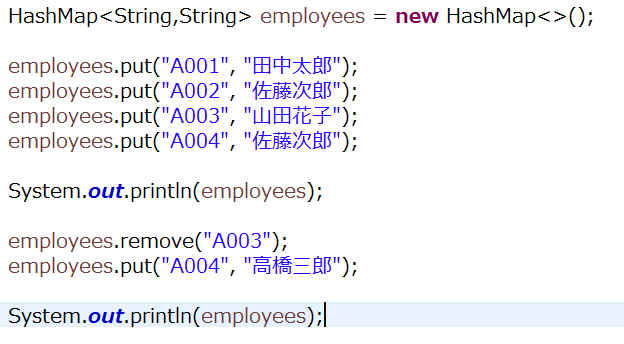 HashMap<String,String> employees = new HashMap<>();
employees.put("A001", "田中太郎");
employees.put("A002", "佐藤次郎");
employees.put("A003", "山田花子");
employees.put("A004", "佐藤次郎");
System.out.println(employees);
employees.remove("A003");
employees.put("A004", "高橋三郎");
System.out.println(employees);